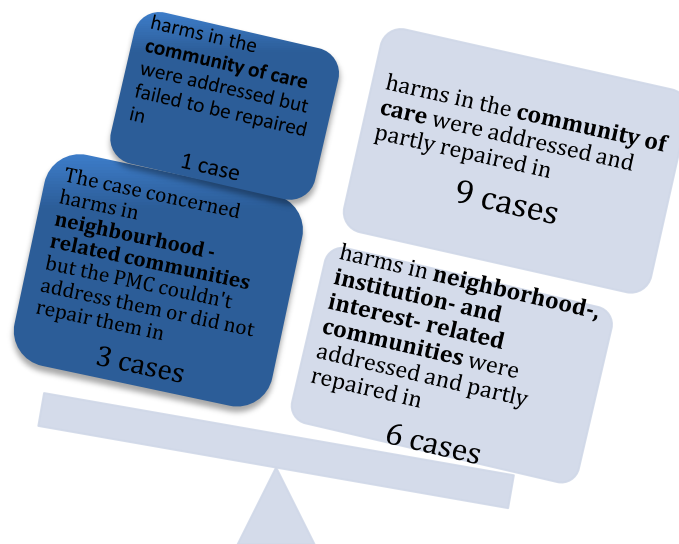 harms in the
community of care
were addressed but
failed to be repaired
in
1 case
The case concerned
harms in
neighbourhood -
related communities
but the PMC couldn't
address them or did not
repair them in
3 cases
harms in the community of
care were addressed and
partly repaired in
9 cases
harms in neighborhood-,
institution- and
interest- related
communities were
addressed and partly
repaired in
6 cases